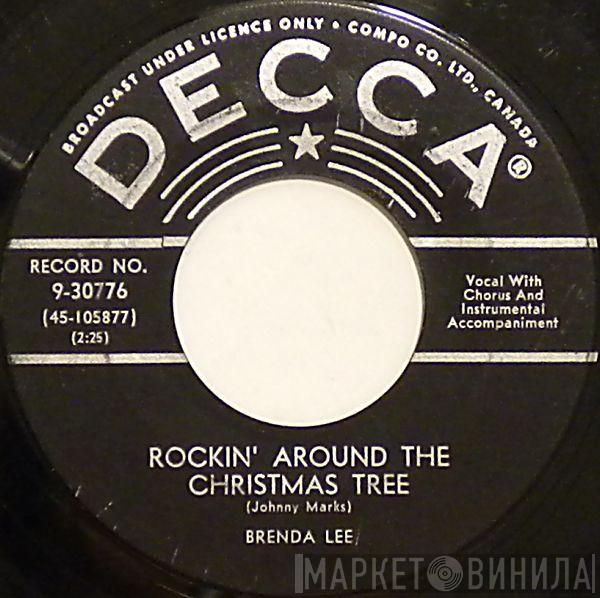 BROADCAST UNDER LICENCE ONLY • COMPO CO. LTD., CANADA
DECCA®
RECORD NO.
9-30776
(45-105877)
(2:25)
Vocal With
Chorus And
Instrumental
Accompaniment
ROCKIN' AROUND THE
CHRISTMAS TREE
(Johnny Marks)
BRENDA LEE
МАРКЕТ ВИНИЛА